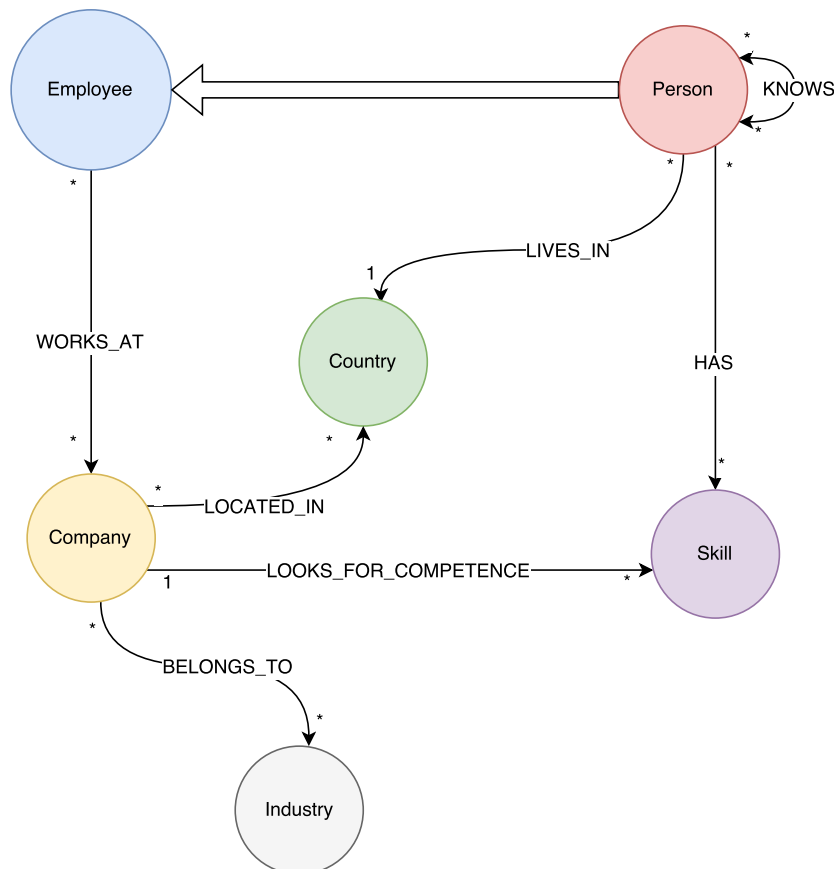 *
Employee
Person
KNOWS
*
*
*
*
LIVES_IN
1
WORKS_AT
Country
HAS
*
*
*
*
LOCATED_IN
Company
Skill
LOOKS_FOR_COMPETENCE
1
*
*
BELONGS_TO
*
Industry